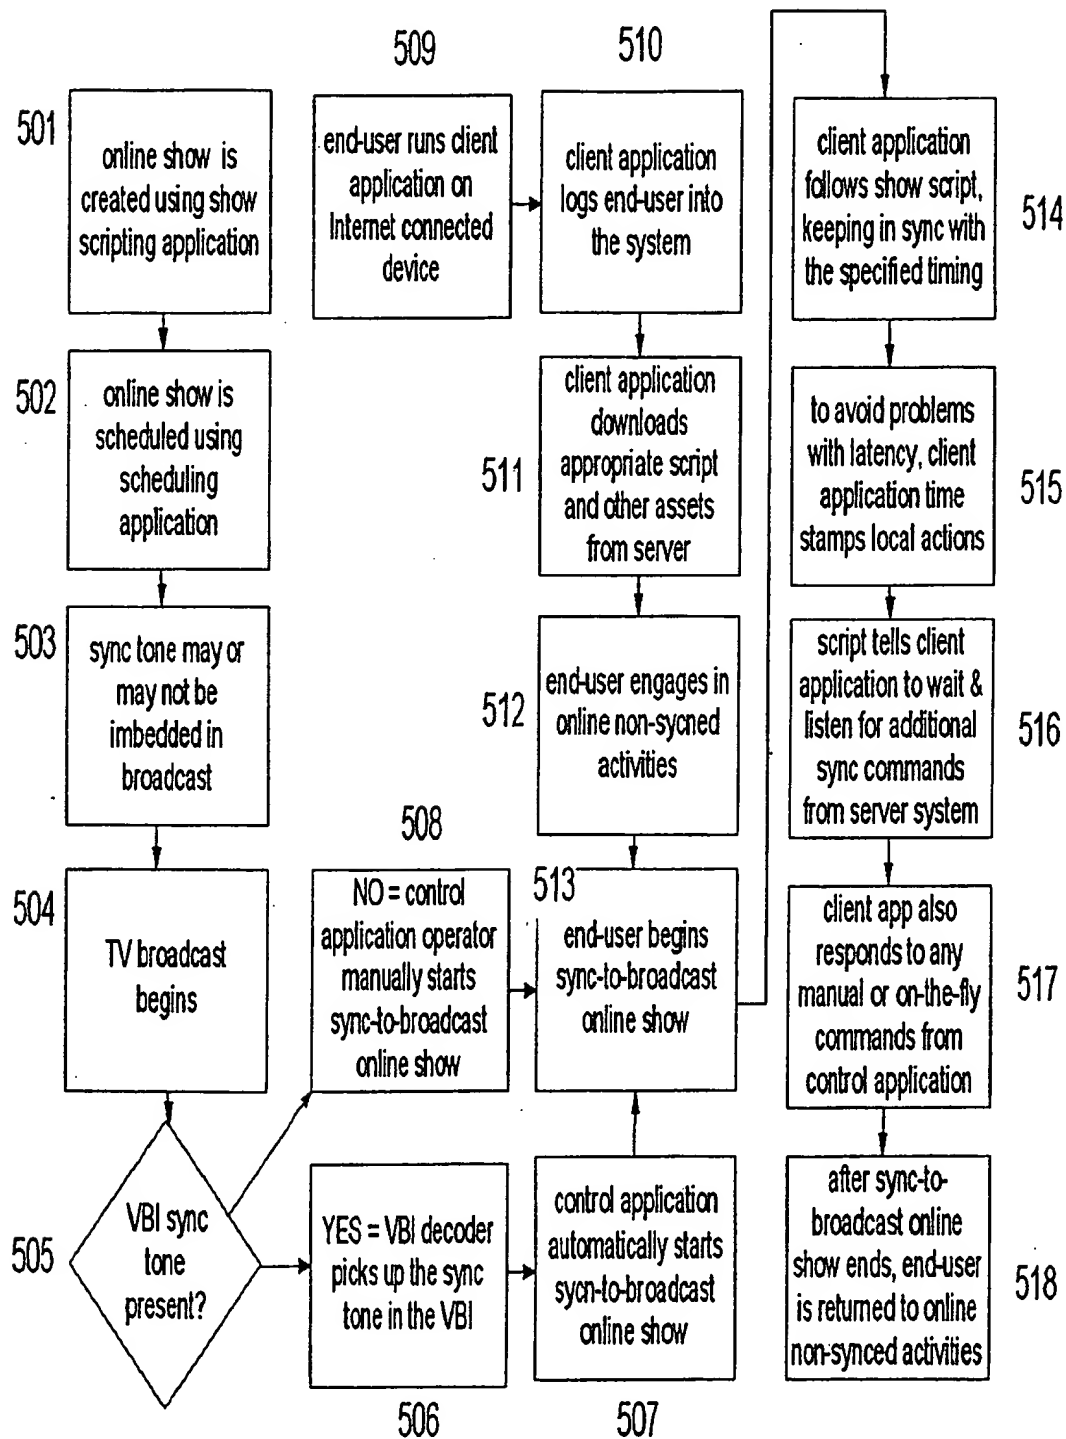 501
online show is
created using show
scripting application
502
online show is
scheduled using
scheduling
application
503
sync tone may or
may not be
imbedded in
broadcast
504
TV broadcast
begins
505
VBI sync
tone
present?
506
YES = VBI decoder
picks up the sync
tone in the VBI
507
control application
automatically starts
sycn-to-broadcast
online show
508
NO = control
application operator
manually starts
sync-to-broadcast
online show
509
end-user runs client
application on
Internet connected
device
510
client application
logs end-user into
the system
511
client application
downloads
appropriate script
and other assets
from server
512
end-user engages in
online non-sycned
activities
513
end-user begins
sync-to-broadcast
online show
514
client application
follows show script,
keeping in sync with
the specified timing
515
to avoid problems
with latency, client
application time
stamps local actions
516
script tells client
application to wait &
listen for additional
sync commands
from server system
517
client app also
responds to any
manual or on-the-fly
commands from
control application
518
after sync-to-
broadcast online
show ends, end-user
is returned to online
non-synced activities